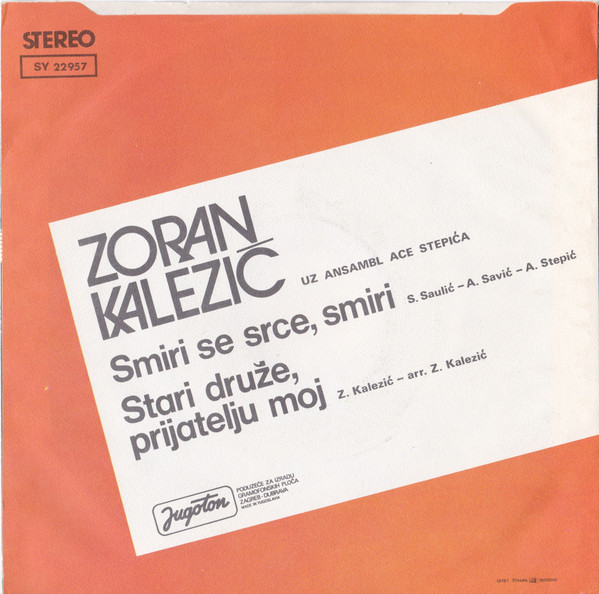 STEREO
SY 22957
ZORAN
KALEZIĆ
UZ ANSAMBL ACE STEPIĆA
Smiri se srce, smiri S. Saulić – A. Savić – A. Stepić
Stari druže,
prijatelju moj Z. Kalezić – arr. Z. Kalezić
Jugoton
PODUZEĆE ZA IZRADU
GRAMOFONSKIH PLOČA
ZAGREB-DUBRAVA
MADE IN YUGOSLAVIA